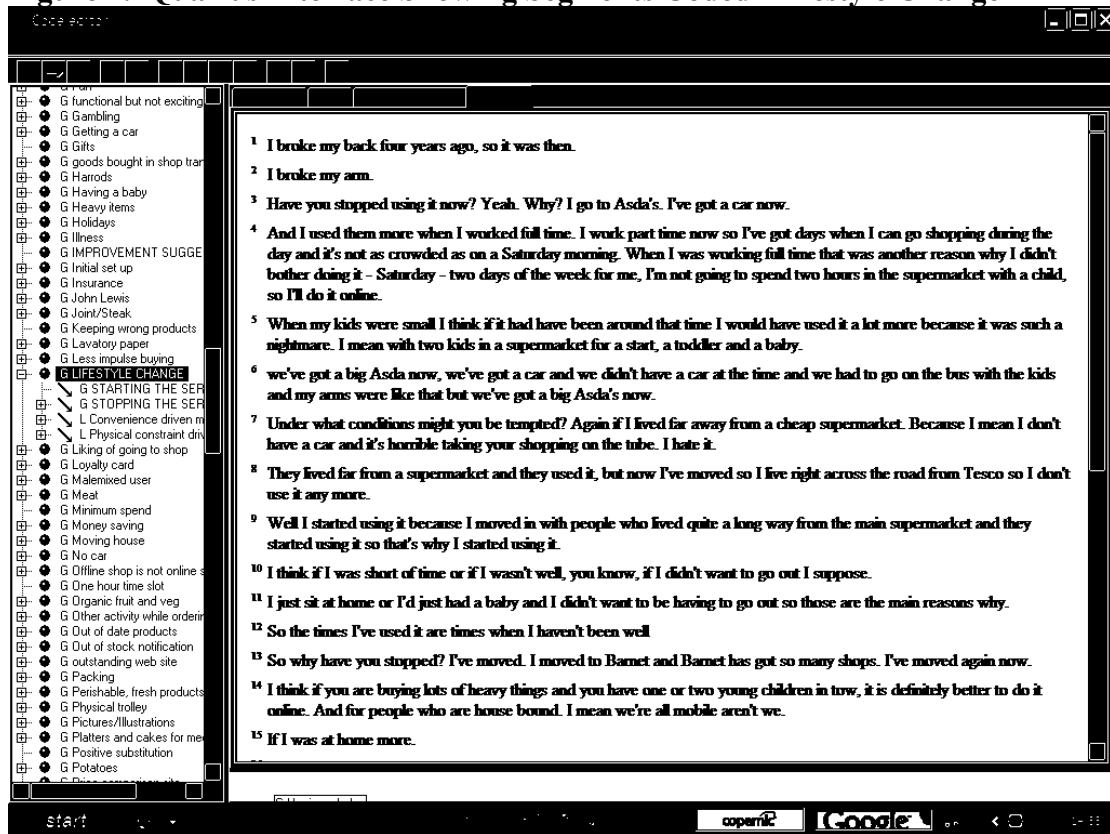 Code editor
G functional but not exciting
G Gambling
G Getting a car
G Gifts
G goods bought in shop tran
G Harrods
G Having a baby
G Heavy items
G Holidays
G Illness
G IMPROVEMENT SUGGE
G Initial set up
G Insurance
G John Lewis
G Joint/Steak
G Keeping wrong products
G Lavatory paper
G Less impulse buying
G LIFESTYLE CHANGE
G STARTING THE SER
G STOPPING THE SER
L Convenience driven m
L Physical constraint driv
G Liking of going to shop
G Loyalty card
G Malemixed user
G Meat
G Minimum spend
G Money saving
G Moving house
G No car
G Offline shop is not online s
G One hour time slot
G Organic fruit and veg
G Other activity while orderin
G Out of date products
G Out of stock notification
G outstanding web site
G Packing
G Perishable, fresh products
G Physical trolley
G Pictures/Illustrations
G Platters and cakes for me
G Positive substitution
G Potatoes
1 I broke my back four years ago, so it was then.
2 I broke my arm.
3 Have you stopped using it now? Yeah. Why? I go to Asda's. I've got a car now.
4 And I used them more when I worked full time. I work part time now so I've got days when I can go shopping during the
day and it's not as crowded as on a Saturday morning. When I was working full time that was another reason why I didn't
bother doing it - Saturday - two days of the week for me, I'm not going to spend two hours in the supermarket with a child,
so I'll do it online.
5 When my kids were small I think if it had have been around that time I would have used it a lot more because it was such a
nightmare. I mean with two kids in a supermarket for a start, a toddler and a baby.
6 we've got a big Asda now, we've got a car and we didn't have a car at the time and we had to go on the bus with the kids
and my arms were like that but we've got a big Asda's now.
7 Under what conditions might you be tempted? Again if I lived far away from a cheap supermarket. Because I mean I don't
have a car and it's horrible taking your shopping on the tube. I hate it.
8 They lived far from a supermarket and they used it, but now I've moved so I live right across the road from Tesco so I don't
use it any more.
9 Well I started using it because I moved in with people who lived quite a long way from the main supermarket and they
started using it so that's why I started using it.
10 I think if I was short of time or if I wasn't well, you know, if I didn't want to go out I suppose.
11 I just sit at home or I'd just had a baby and I didn't want to be having to go out so those are the main reasons why.
12 So the times I've used it are times when I haven't been well
13 So why have you stopped? I've moved. I moved to Barnet and Barnet has got so many shops. I've moved again now.
14 I think if you are buying lots of heavy things and you have one or two young children in tow, it is definitely better to do it
online. And for people who are house bound. I mean we're all mobile aren't we.
15 If I was at home more.
start
copernic
Google